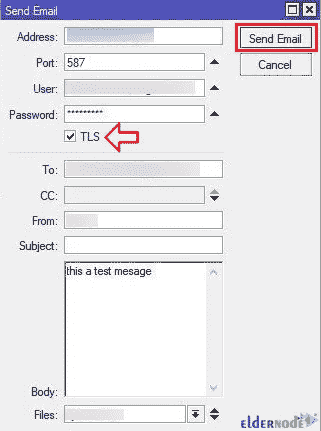 Send Email
Address:
Send Email
Port: 587
Cancel
User:
Password: *********
TLS
To:
CC:
From:
Subject:
this a test mesage
Body:
Files:
eldernode